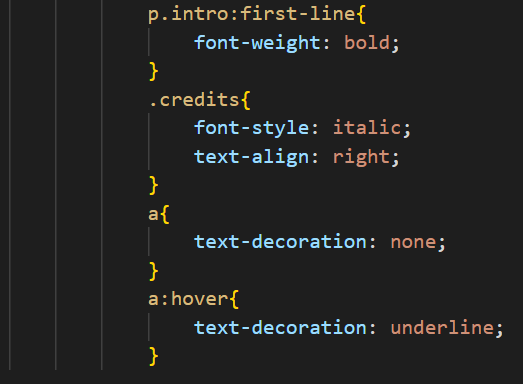 p.intro:first-line{
font-weight: bold;
}
.credits{
font-style: italic;
text-align: right;
}
a{
text-decoration: none;
}
a:hover{
text-decoration: underline;
}